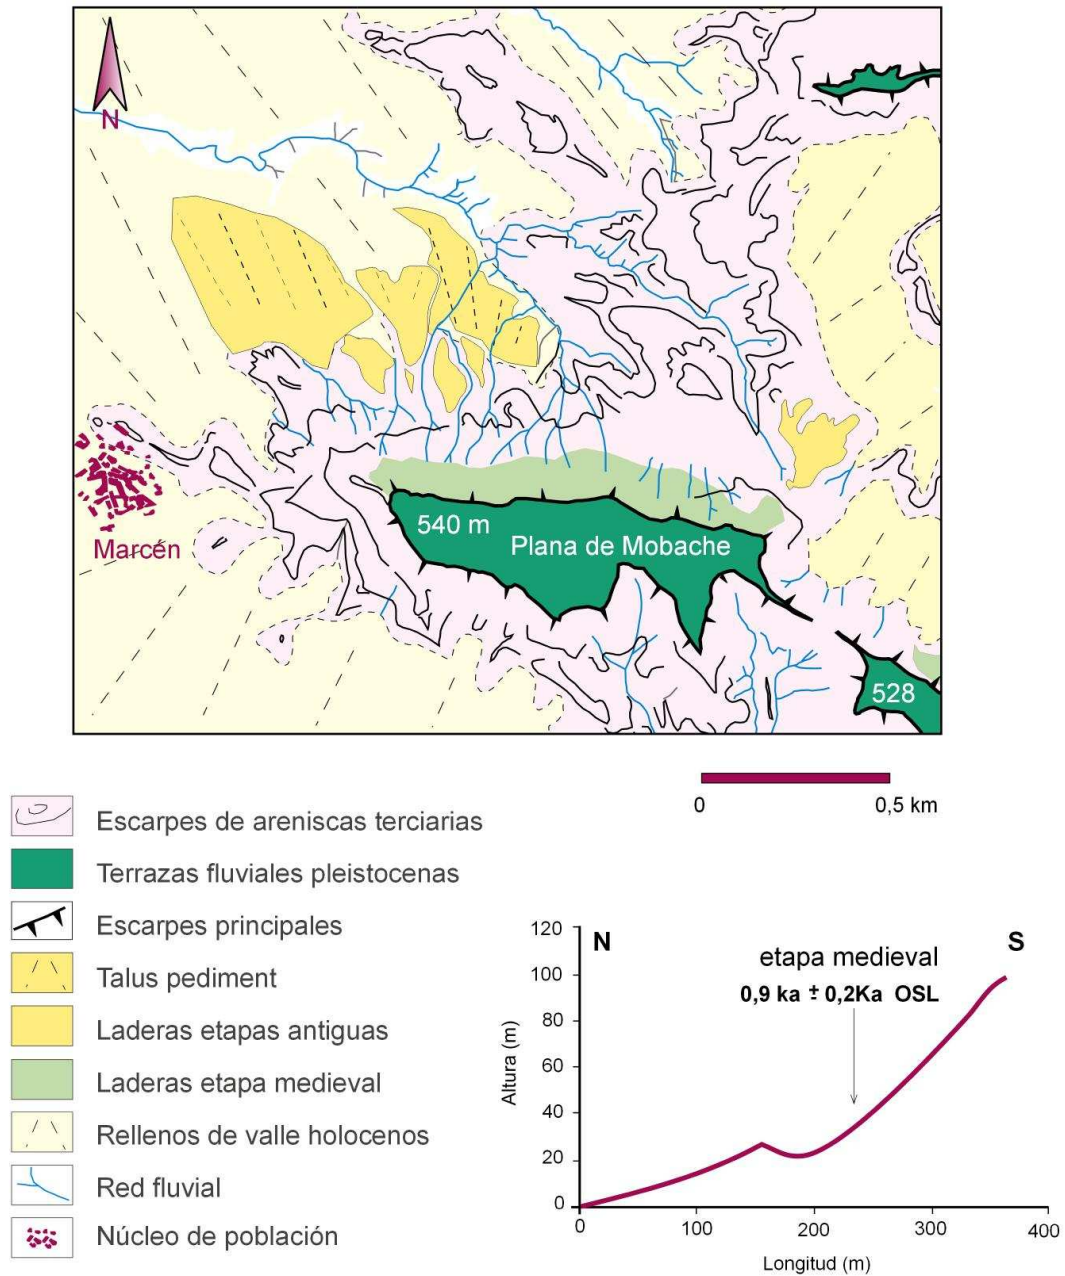 N
540 m
Plana de Mobache
Marcén
528
0
0,5 km
Escarpes de areniscas terciarias
Terrazas fluviales pleistocenas
Escarpes principales
Talus pediment
Laderas etapas antiguas
Laderas etapa medieval
Rellenos de valle holocenos
Red fluvial
Núcleo de población
120
100
80
60
40
20
0
Altura (m)
N
S
etapa medieval
0,9 ka ± 0,2Ka OSL
0
100
200
300
400
Longitud (m)